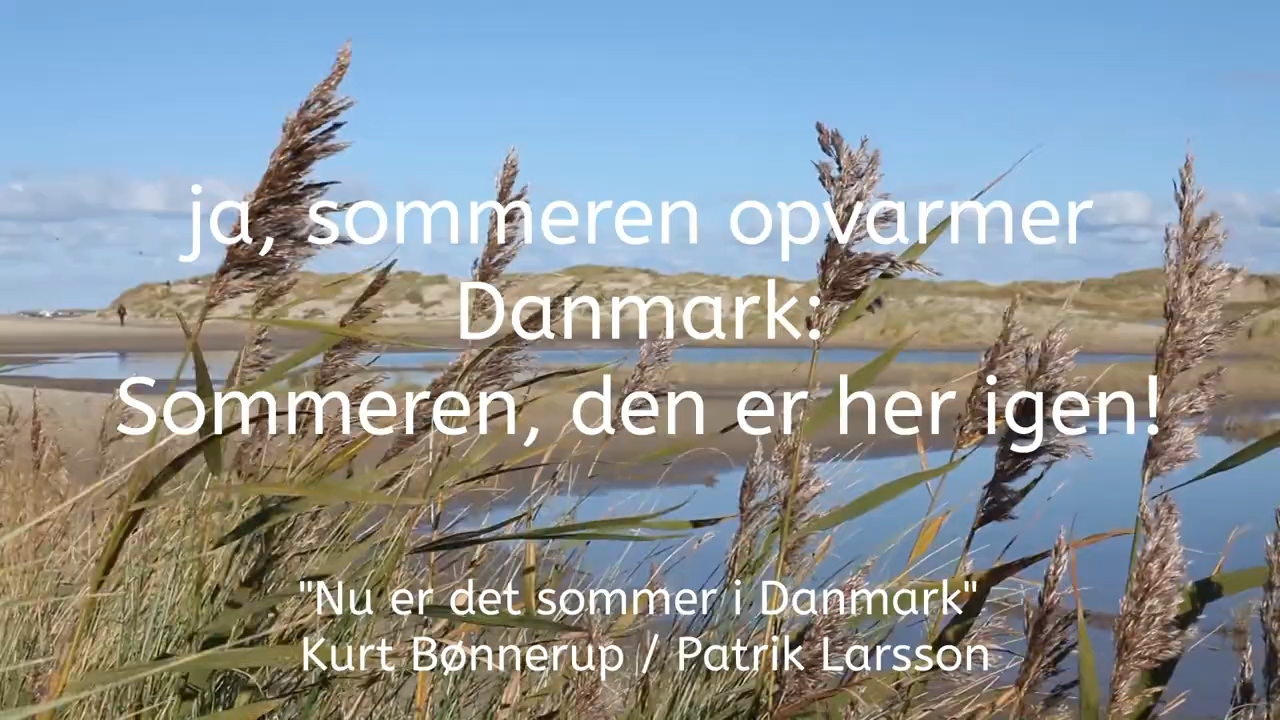 ja, sommeren opvarmer
Danmark:
Sommeren, den er her igen!
"Nu er det sommer i Danmark"
Kurt Bønnerup / Patrik Larsson